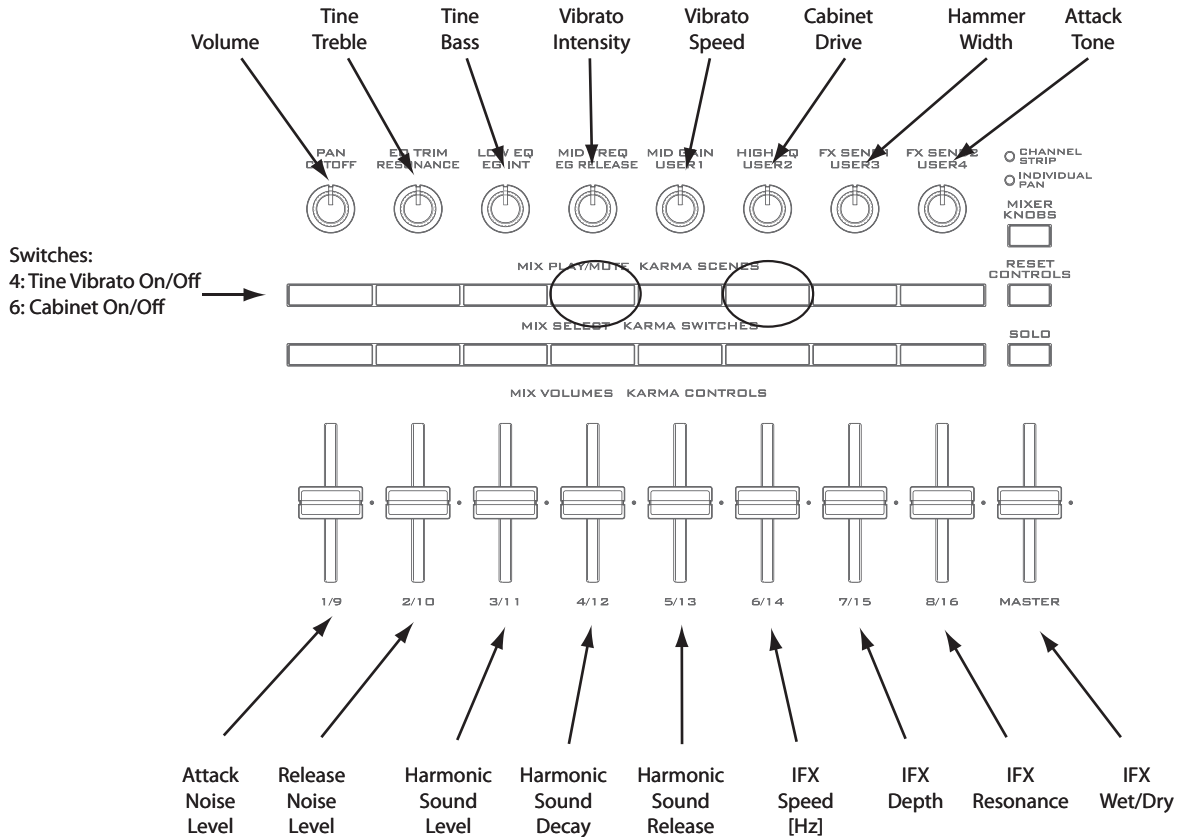 Volume
Tine
Treble
Tine
Bass
Vibrato
Intensity
Vibrato
Speed
Cabinet
Drive
Hammer
Width
Attack
Tone
PAN
CUTOFF
EQ TRIM
RESONANCE
LOW EQ
EG INT
MID FREQ
EG RELEASE
MID GAIN
USER1
HIGH EQ
USER2
FX SEND1
USER3
FX SEND2
USER4
CHANNEL
STRIP
INDIVIDUAL
PAN
MIXER
KNOBS
Switches:
4: Tine Vibrato On/Off
6: Cabinet On/Off
MIX PLAY/MUTE KARMA SCENES
RESET
CONTROLS
MIX SELECT KARMA SWITCHES
SOLO
MIX VOLUMES KARMA CONTROLS
1/9
2/10
3/11
4/12
5/13
6/14
7/15
8/16
MASTER
Attack
Noise
Level
Release
Noise
Level
Harmonic
Sound
Level
Harmonic
Sound
Decay
Harmonic
Sound
Release
IFX
Speed
[Hz]
IFX
Depth
IFX
Resonance
IFX
Wet/Dry